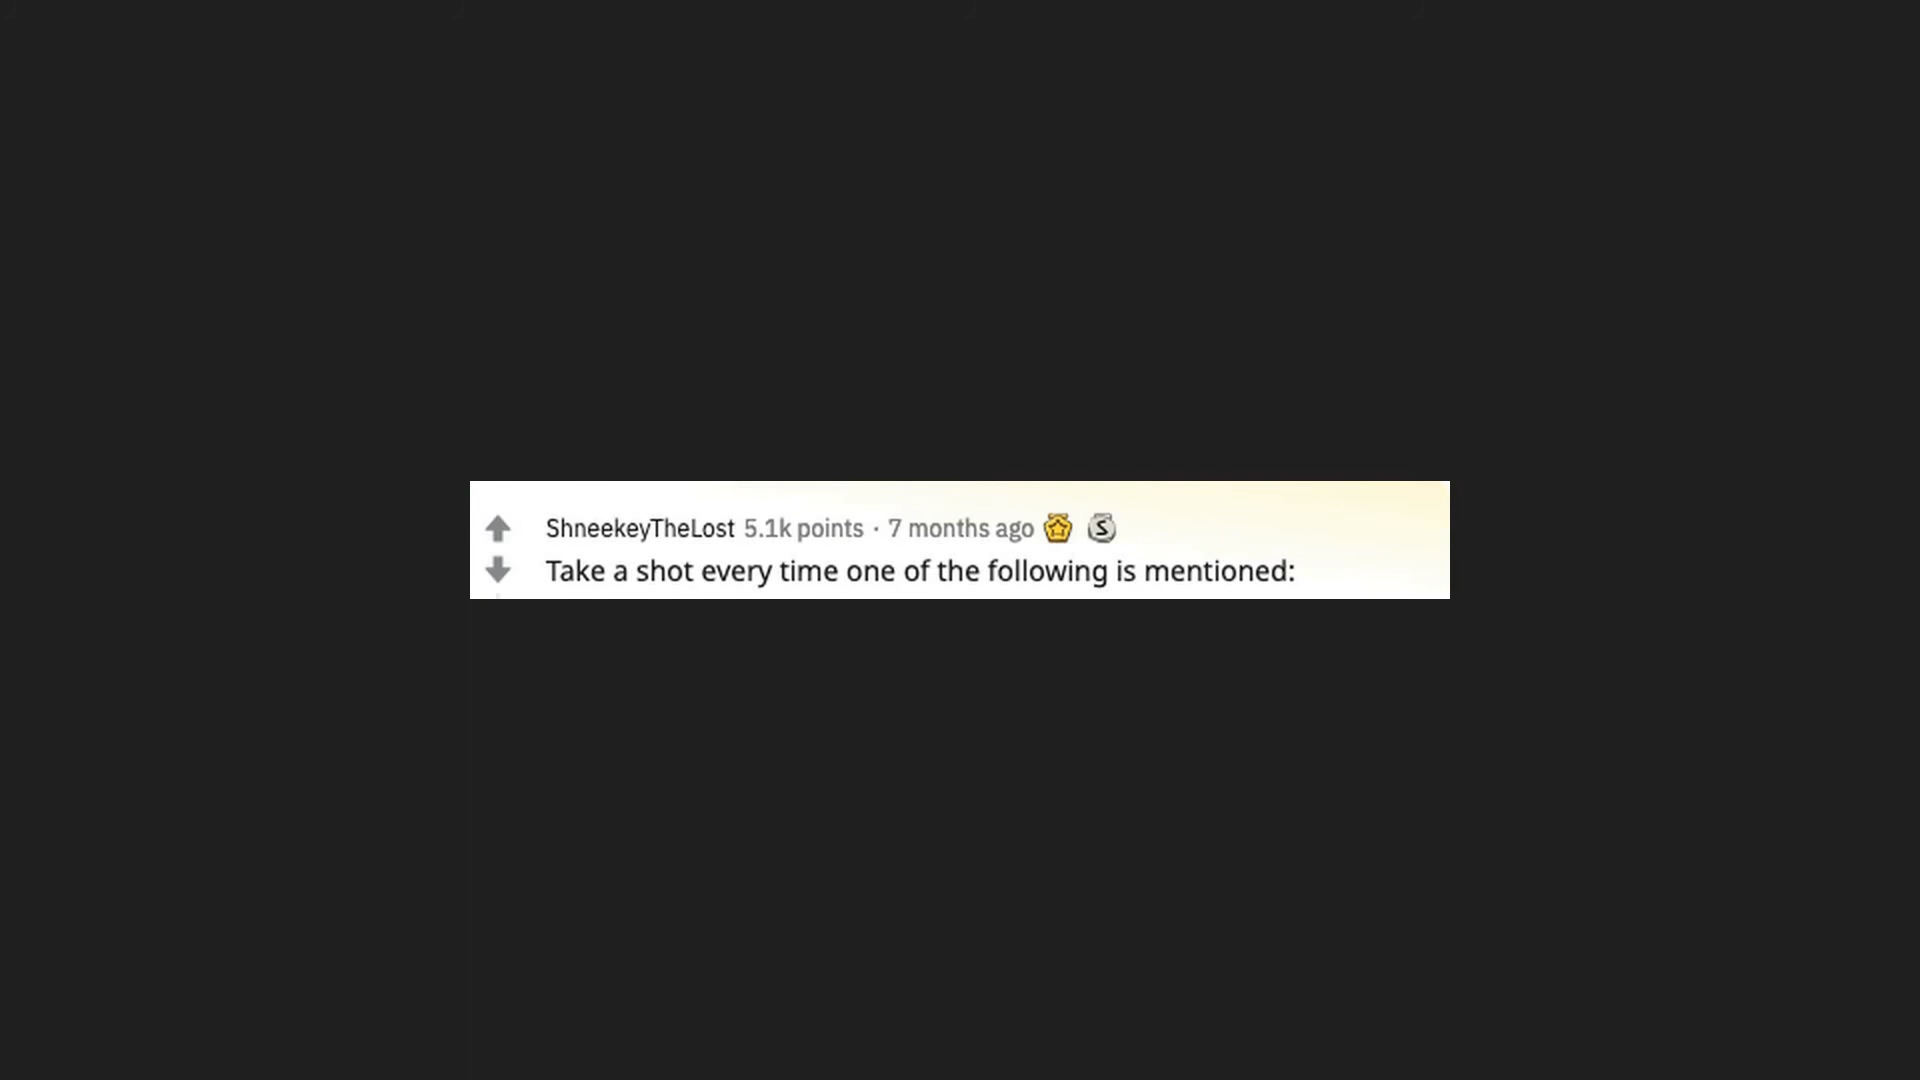 ShneekeyTheLost 5.1k points · 7 months ago S
Take a shot every time one of the following is mentioned: